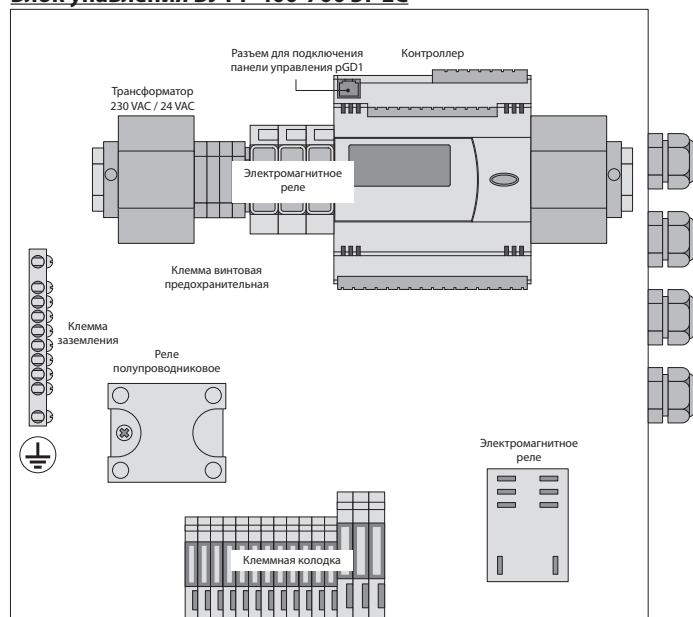 Разъем для подключения
панели управления pGD1
Контроллер
Трансформатор
230 VAC / 24 VAC
Электромагнитное
реле
Клемма винтовая
предохранительная
Клемма
заземления
Реле
полупроводниковое
Электромагнитное
реле
Клеммная колодка